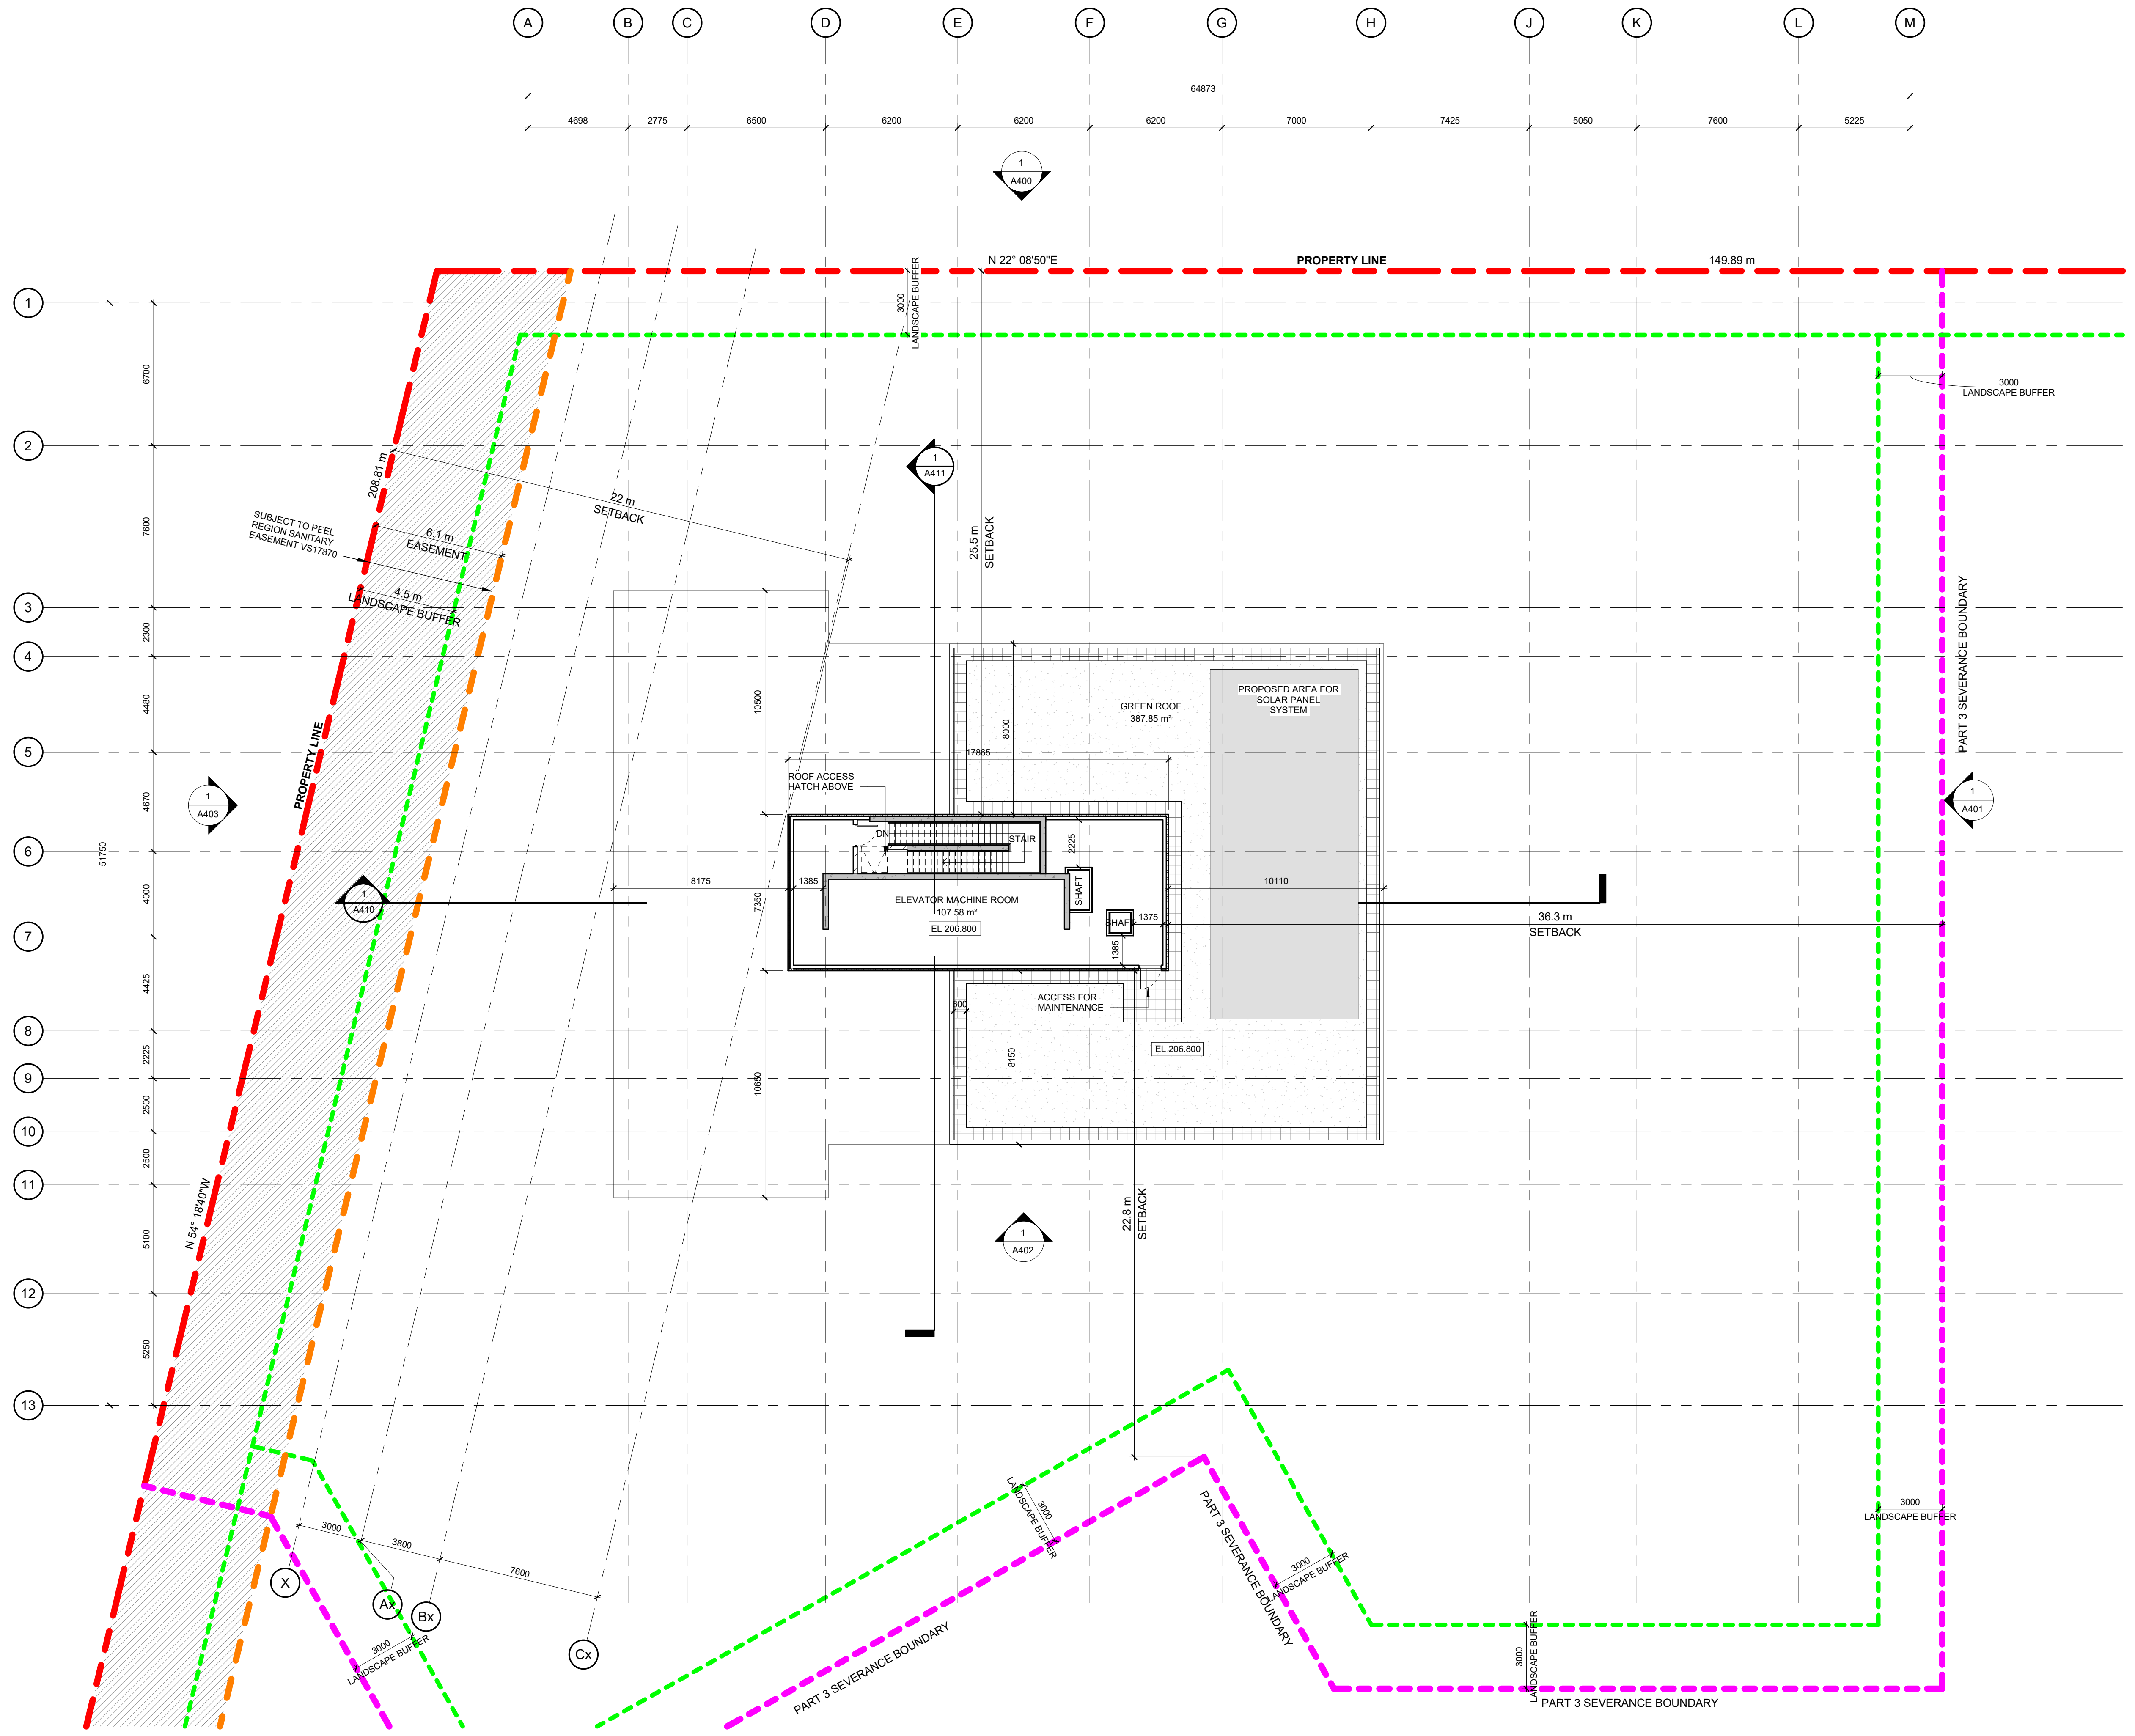 A
B
C
D
E
F
G
H
J
K
L
M
64873
4698
2775
6500
6200
6200
6200
7000
7425
5050
7600
5225
1
A400
N 22° 08'50"E
PROPERTY LINE
149.89 m
3000
LANDSCAPE BUFFER
1
2
3
4
5
6
7
8
9
10
11
12
13
51750
6700
7600
2300
4480
4670
4000
4425
2225
2500
2500
5100
5250
3000
LANDSCAPE BUFFER
208.81 m
22 m
SETBACK
SUBJECT TO PEEL
REGION SANITARY
EASEMENT VS17870
6.1 m
EASEMENT
4.5 m
LANDSCAPE BUFFER
1
A411
25.5 m
SETBACK
PART 3 SEVERANCE BOUNDARY
PROPERTY LINE
10500
8000
17865
GREEN ROOF
387.85 m²
PROPOSED AREA FOR
SOLAR PANEL
SYSTEM
ROOF ACCESS
HATCH ABOVE
1
A403
1
A401
DN
STAIR
2225
SHAFT
SHAFT
8175
1385
7350
ELEVATOR MACHINE ROOM
107.58 m²
EL 206.800
1375
1385
10110
1
A410
36.3 m
SETBACK
600
ACCESS FOR
MAINTENANCE
EL 206.800
8150
10650
N 54° 18'40"W
22.8 m
SETBACK
1
A402
3000
3800
7600
X
Ax
Bx
Cx
3000
LANDSCAPE BUFFER
3000
LANDSCAPE BUFFER
PART 3 SEVERANCE BOUNDARY
PART 3 SEVERANCE BOUNDARY
3000
LANDSCAPE BUFFER
3000
LANDSCAPE BUFFER
3000
LANDSCAPE BUFFER
PART 3 SEVERANCE BOUNDARY